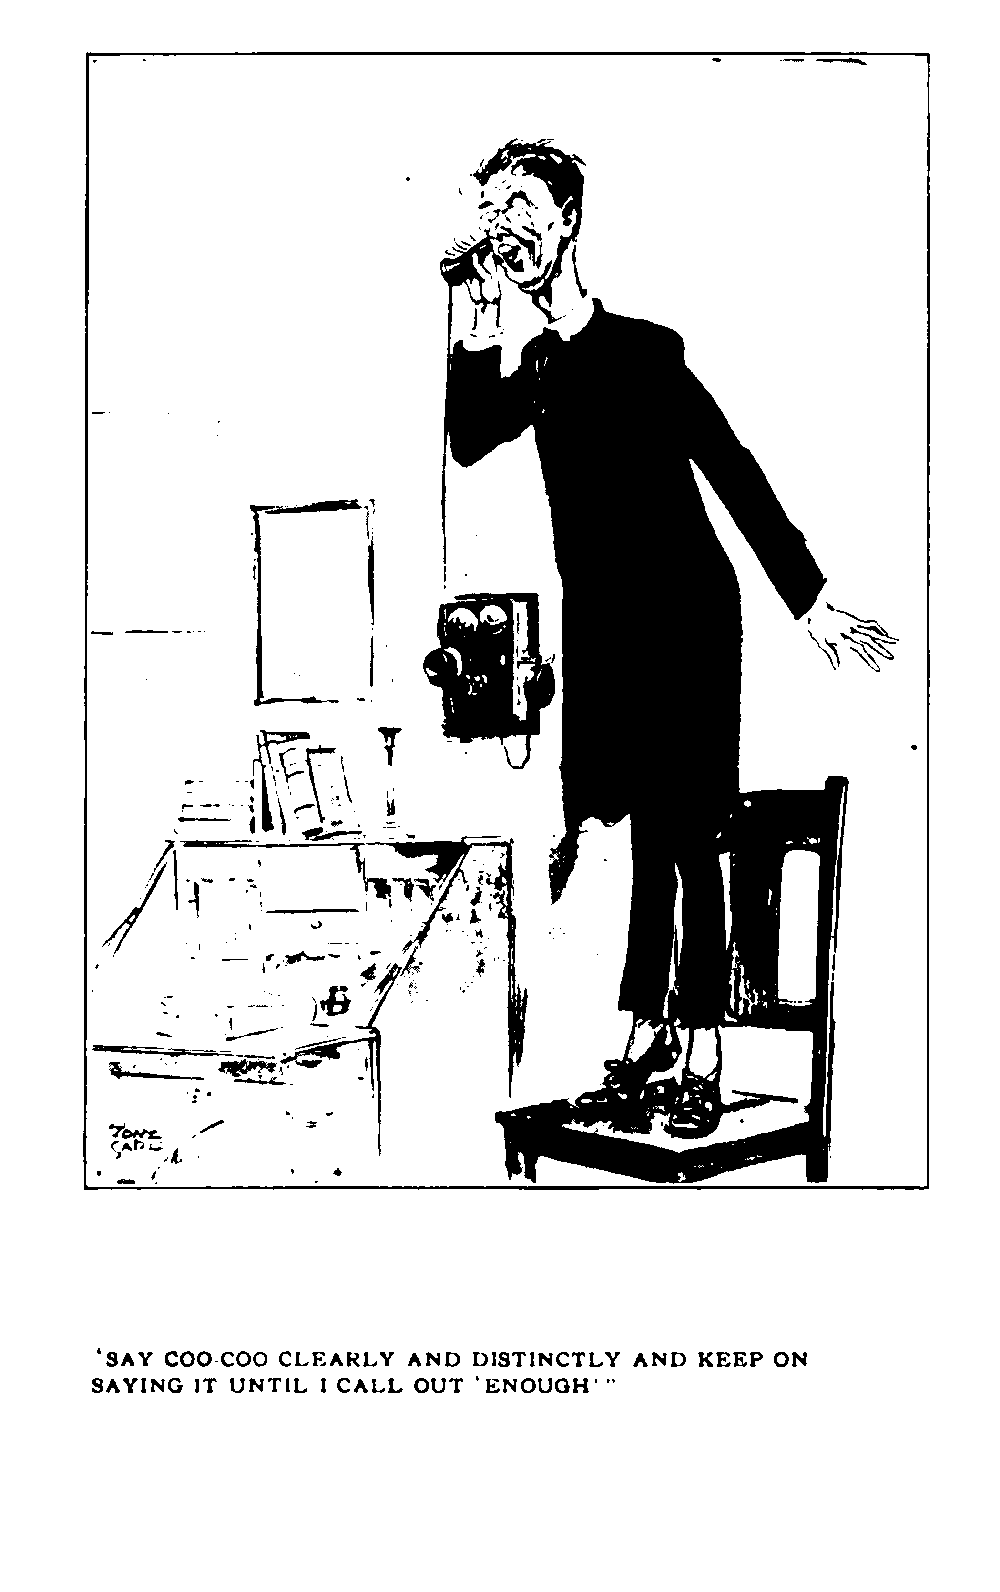 TONY
SARG
'SAY COO-COO CLEARLY AND DISTINCTLY AND KEEP ON
SAYING IT UNTIL I CALL OUT 'ENOUGH' "